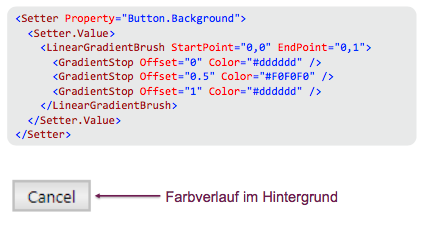 <Setter Property="Button.Background">
<Setter.Value>
<LinearGradientBrush StartPoint="0,0" EndPoint="0,1">
<GradientStop Offset="0" Color="#dddddd" />
<GradientStop Offset="0.5" Color="#F0F0F0" />
<GradientStop Offset="1" Color="#dddddd" />
</LinearGradientBrush>
</Setter.Value>
</Setter>
Cancel Farbverlauf im Hintergrund